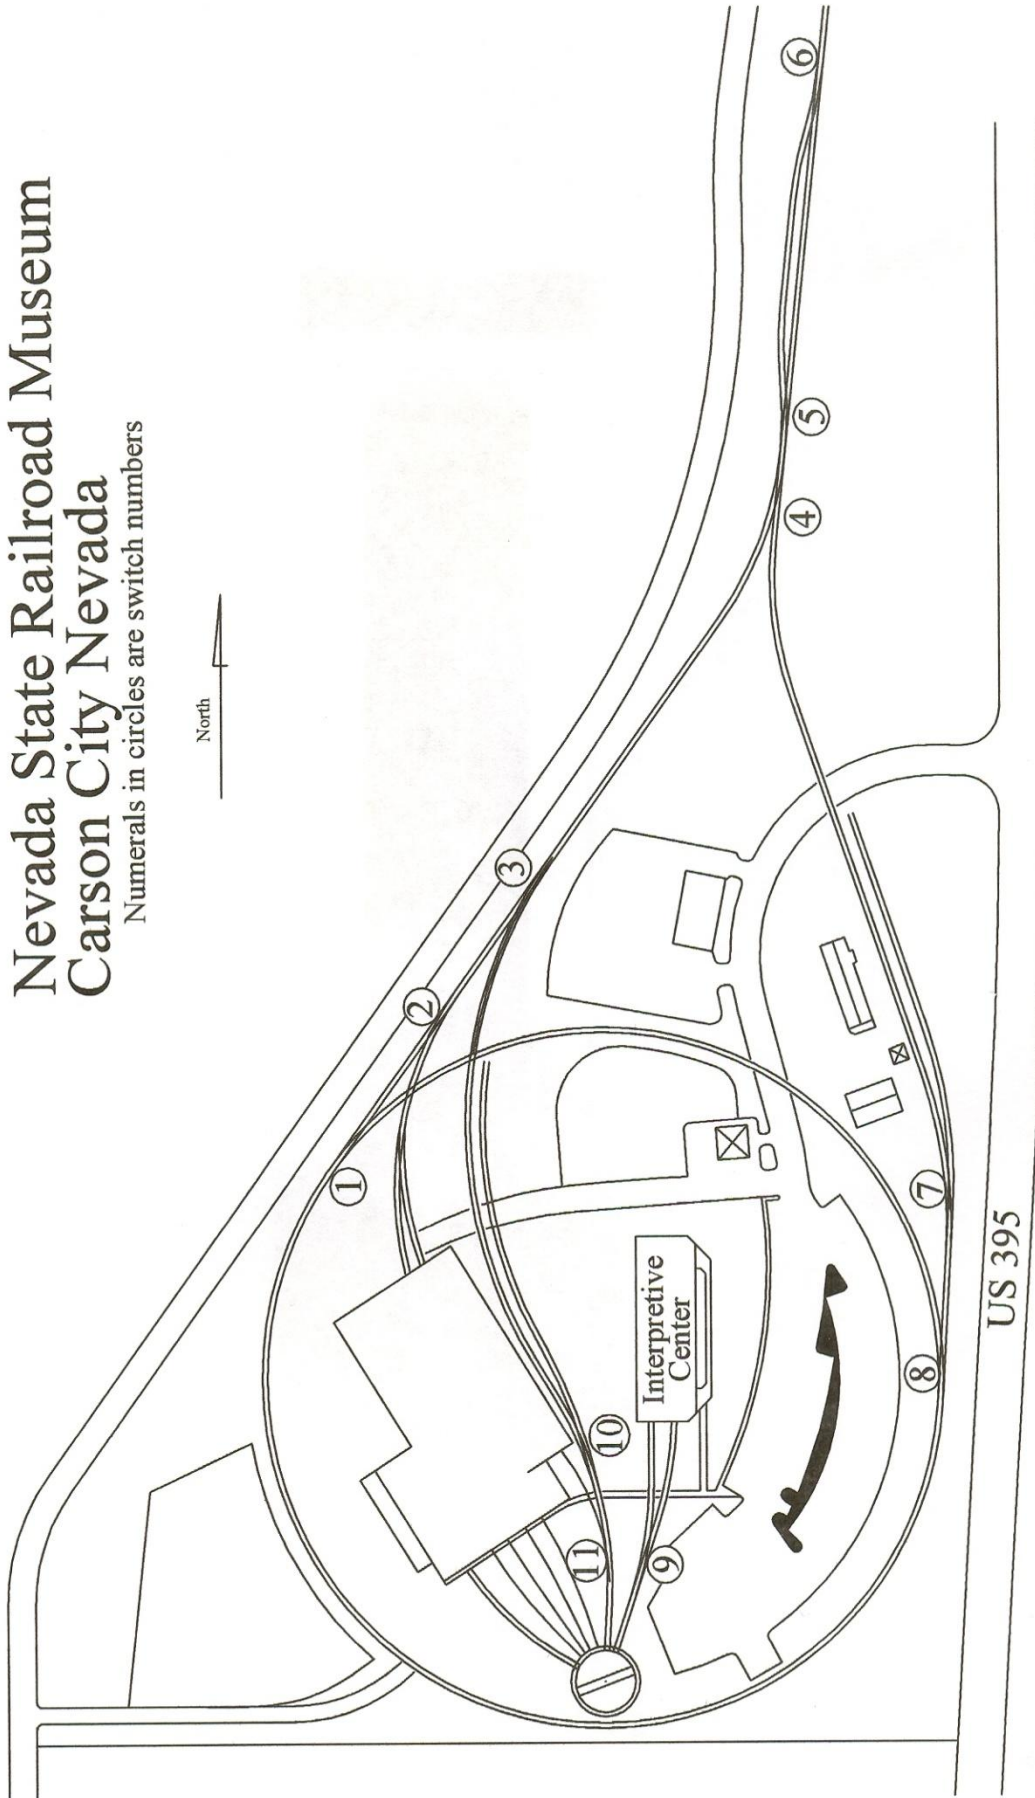 Nevada State Railroad Museum
Carson City Nevada
Numerals in circles are switch numbers
North
6
5
4
3
2
1
7
8
Interpretive
Center
10
11
9
US 395